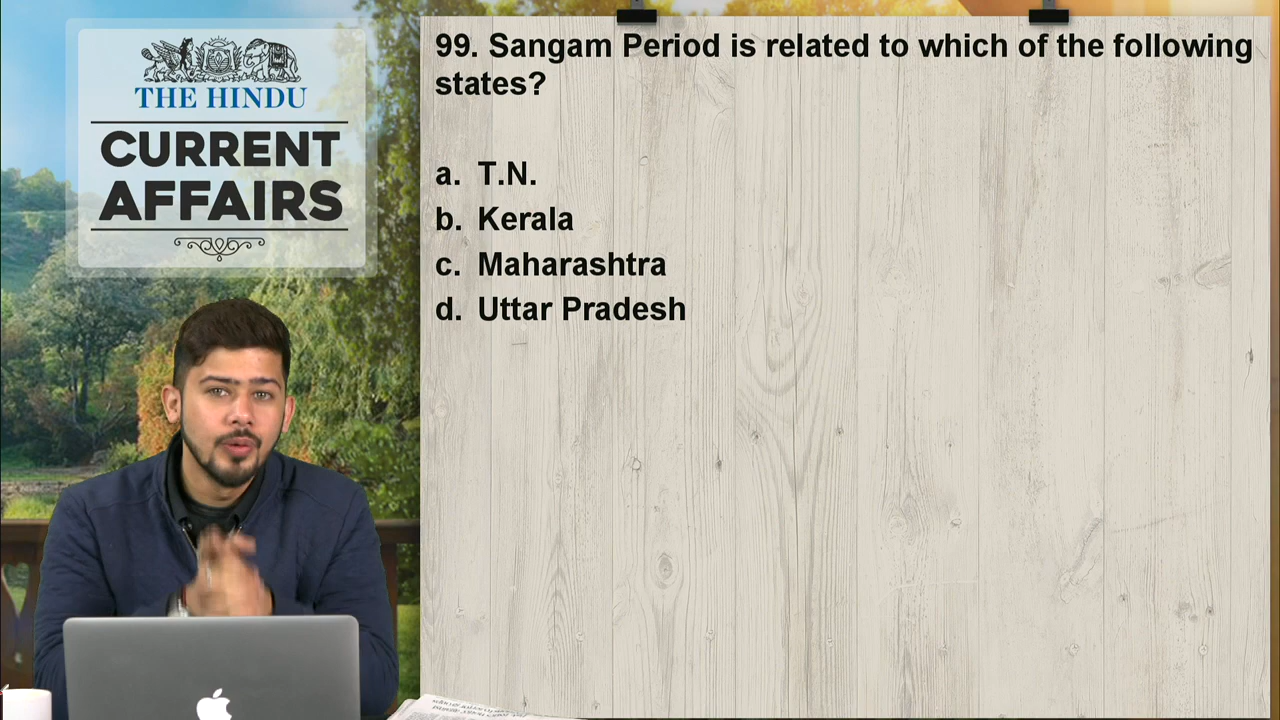 THE HINDU
CURRENT
AFFAIRS
99. Sangam Period is related to which of the following
states?
a. T.N.
b. Kerala
c. Maharashtra
d. Uttar Pradesh